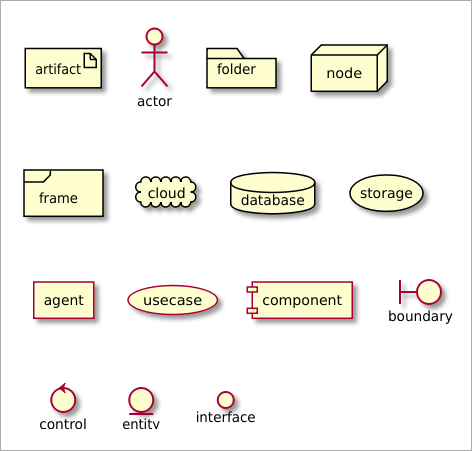 artifact
actor
folder
node
frame
cloud
database
storage
agent
usecase
component
boundary
control
entity
interface